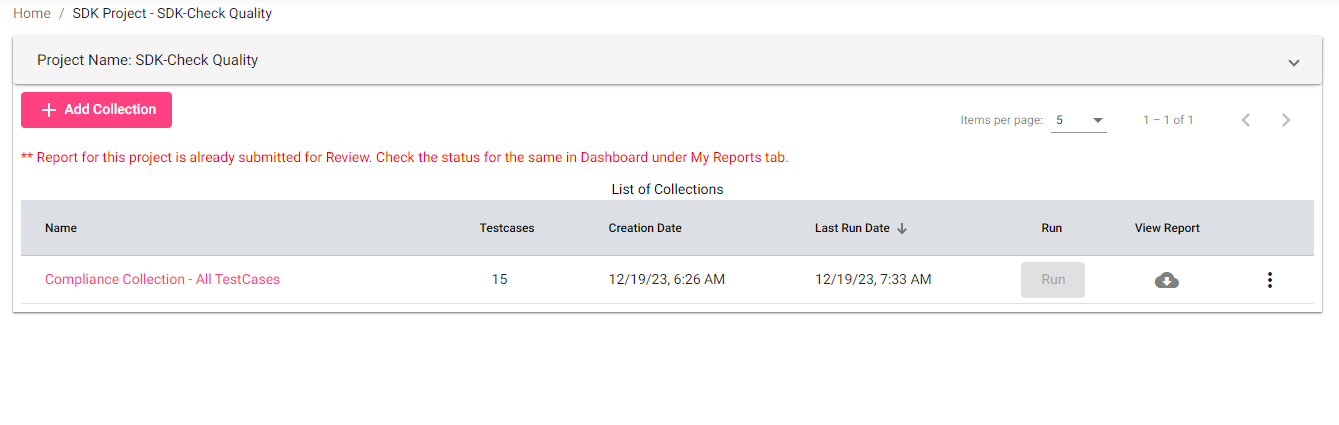 Home / SDK Project - SDK-Check Quality
Project Name: SDK-Check Quality
+ Add Collection
Items per page: 5 1 – 1 of 1
** Report for this project is already submitted for Review. Check the status for the same in Dashboard under My Reports tab.
List of Collections
Name Testcases Creation Date Last Run Date Run View Report
Compliance Collection - All TestCases 15 12/19/23, 6:26 AM 12/19/23, 7:33 AM Run